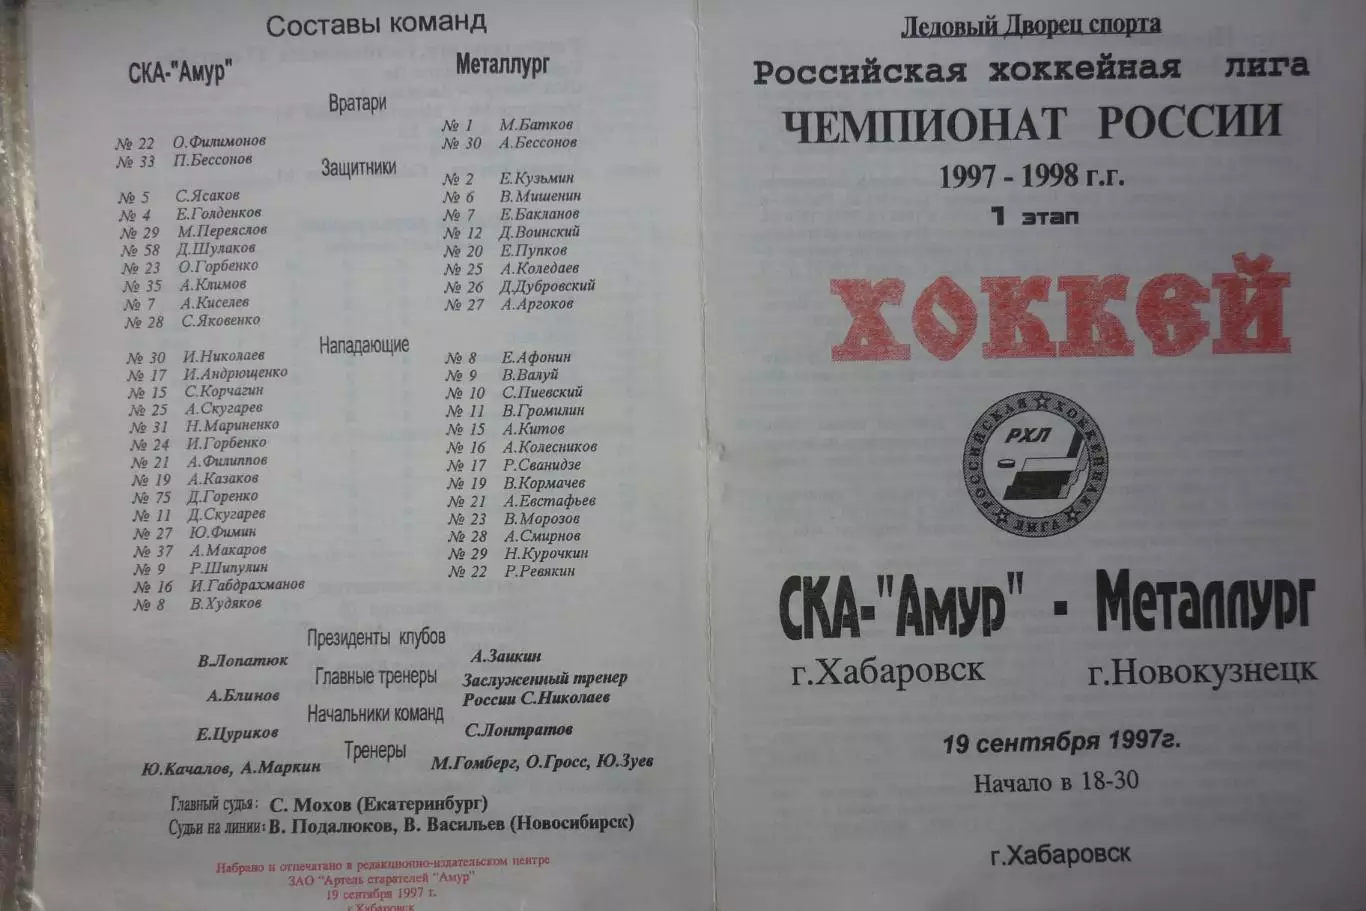 Составы команд
СКА-"Амур"
Металлург
Вратари
№ 22 О.Филимонов
№ 33 П.Бессонов
№ 1 М.Батков
№ 30 А.Бессонов
Защитники
№ 5 С.Ясаков
№ 4 Е.Голденков
№ 29 М.Переяслов
№ 58 Д.Шулаков
№ 23 О.Горбенко
№ 35 А.Климов
№ 7 А.Киселев
№ 28 С.Яковенко
№ 2 Е.Кузьмин
№ 6 В.Мишенин
№ 7 Е.Бакланов
№ 12 Д.Воинский
№ 20 Е.Пупков
№ 25 А.Коледаев
№ 26 Д.Дубровский
№ 27 А.Аргоков
Нападающие
№ 30 И.Николаев
№ 17 И.Андрющенко
№ 15 С.Корчагин
№ 25 А.Скугарев
№ 31 Н.Мариненко
№ 24 И.Горбенко
№ 21 А.Филиппов
№ 19 А.Казаков
№ 75 Д.Горенко
№ 11 Д.Скугарев
№ 27 Ю.Фимин
№ 37 А.Макаров
№ 9 Р.Шипулин
№ 16 И.Габдрахманов
№ 8 В.Худяков
№ 8 Е.Афонин
№ 9 В.Валуй
№ 10 С.Пиевский
№ 11 В.Громилин
№ 15 А.Китов
№ 16 А.Колесников
№ 17 Р.Сванидзе
№ 19 В.Кормачев
№ 21 А.Евстафьев
№ 23 В.Морозов
№ 28 А.Смирнов
№ 29 Н.Курочкин
№ 22 Р.Ревякин
Президенты клубов
В.Лопатюк
А.Заикин
Главные тренеры
А.Блинов
Заслуженный тренер
России С.Николаев
Начальники команд
Е.Цуриков
С.Лонтратов
Тренеры
Ю.Качалов, А.Маркин
М.Гомберг, О.Гросс, Ю.Зуев
Главный судья: С. Мохов (Екатеринбург)
Судьи на линии: В. Подалюков, В. Васильев (Новосибирск)
Набрано и отпечатано в редакционно-издательском центре
ЗАО "Артель старателей "Амур"
19 сентября 1997 г.
г.Хабаровск
Ледовый Дворец спорта
Российская хоккейная лига
ЧЕМПИОНАТ РОССИИ
1997 - 1998 г.г.
1 этап
ХОККЕЙ
РОССИЙСКАЯ ХОККЕЙНАЯ ЛИГА
РХЛ
СКА-"Амур" - Металлург
г.Хабаровск г.Новокузнецк
19 сентября 1997г.
Начало в 18-30
г.Хабаровск